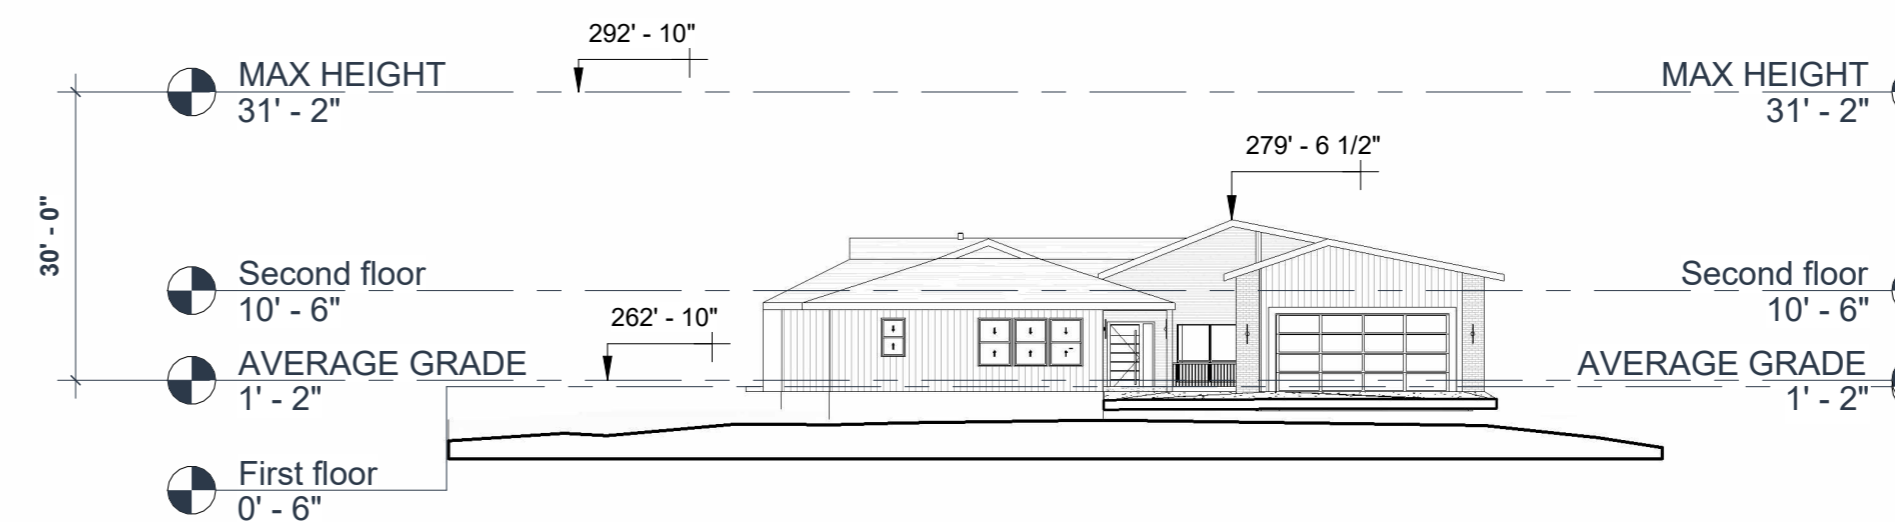 292' - 10"
MAX HEIGHT
31' - 2"
MAX HEIGHT
31' - 2"
279' - 6 1/2"
30' - 0"
Second floor
10' - 6"
Second floor
10' - 6"
262' - 10"
AVERAGE GRADE
1' - 2"
AVERAGE GRADE
1' - 2"
First floor
0' - 6"